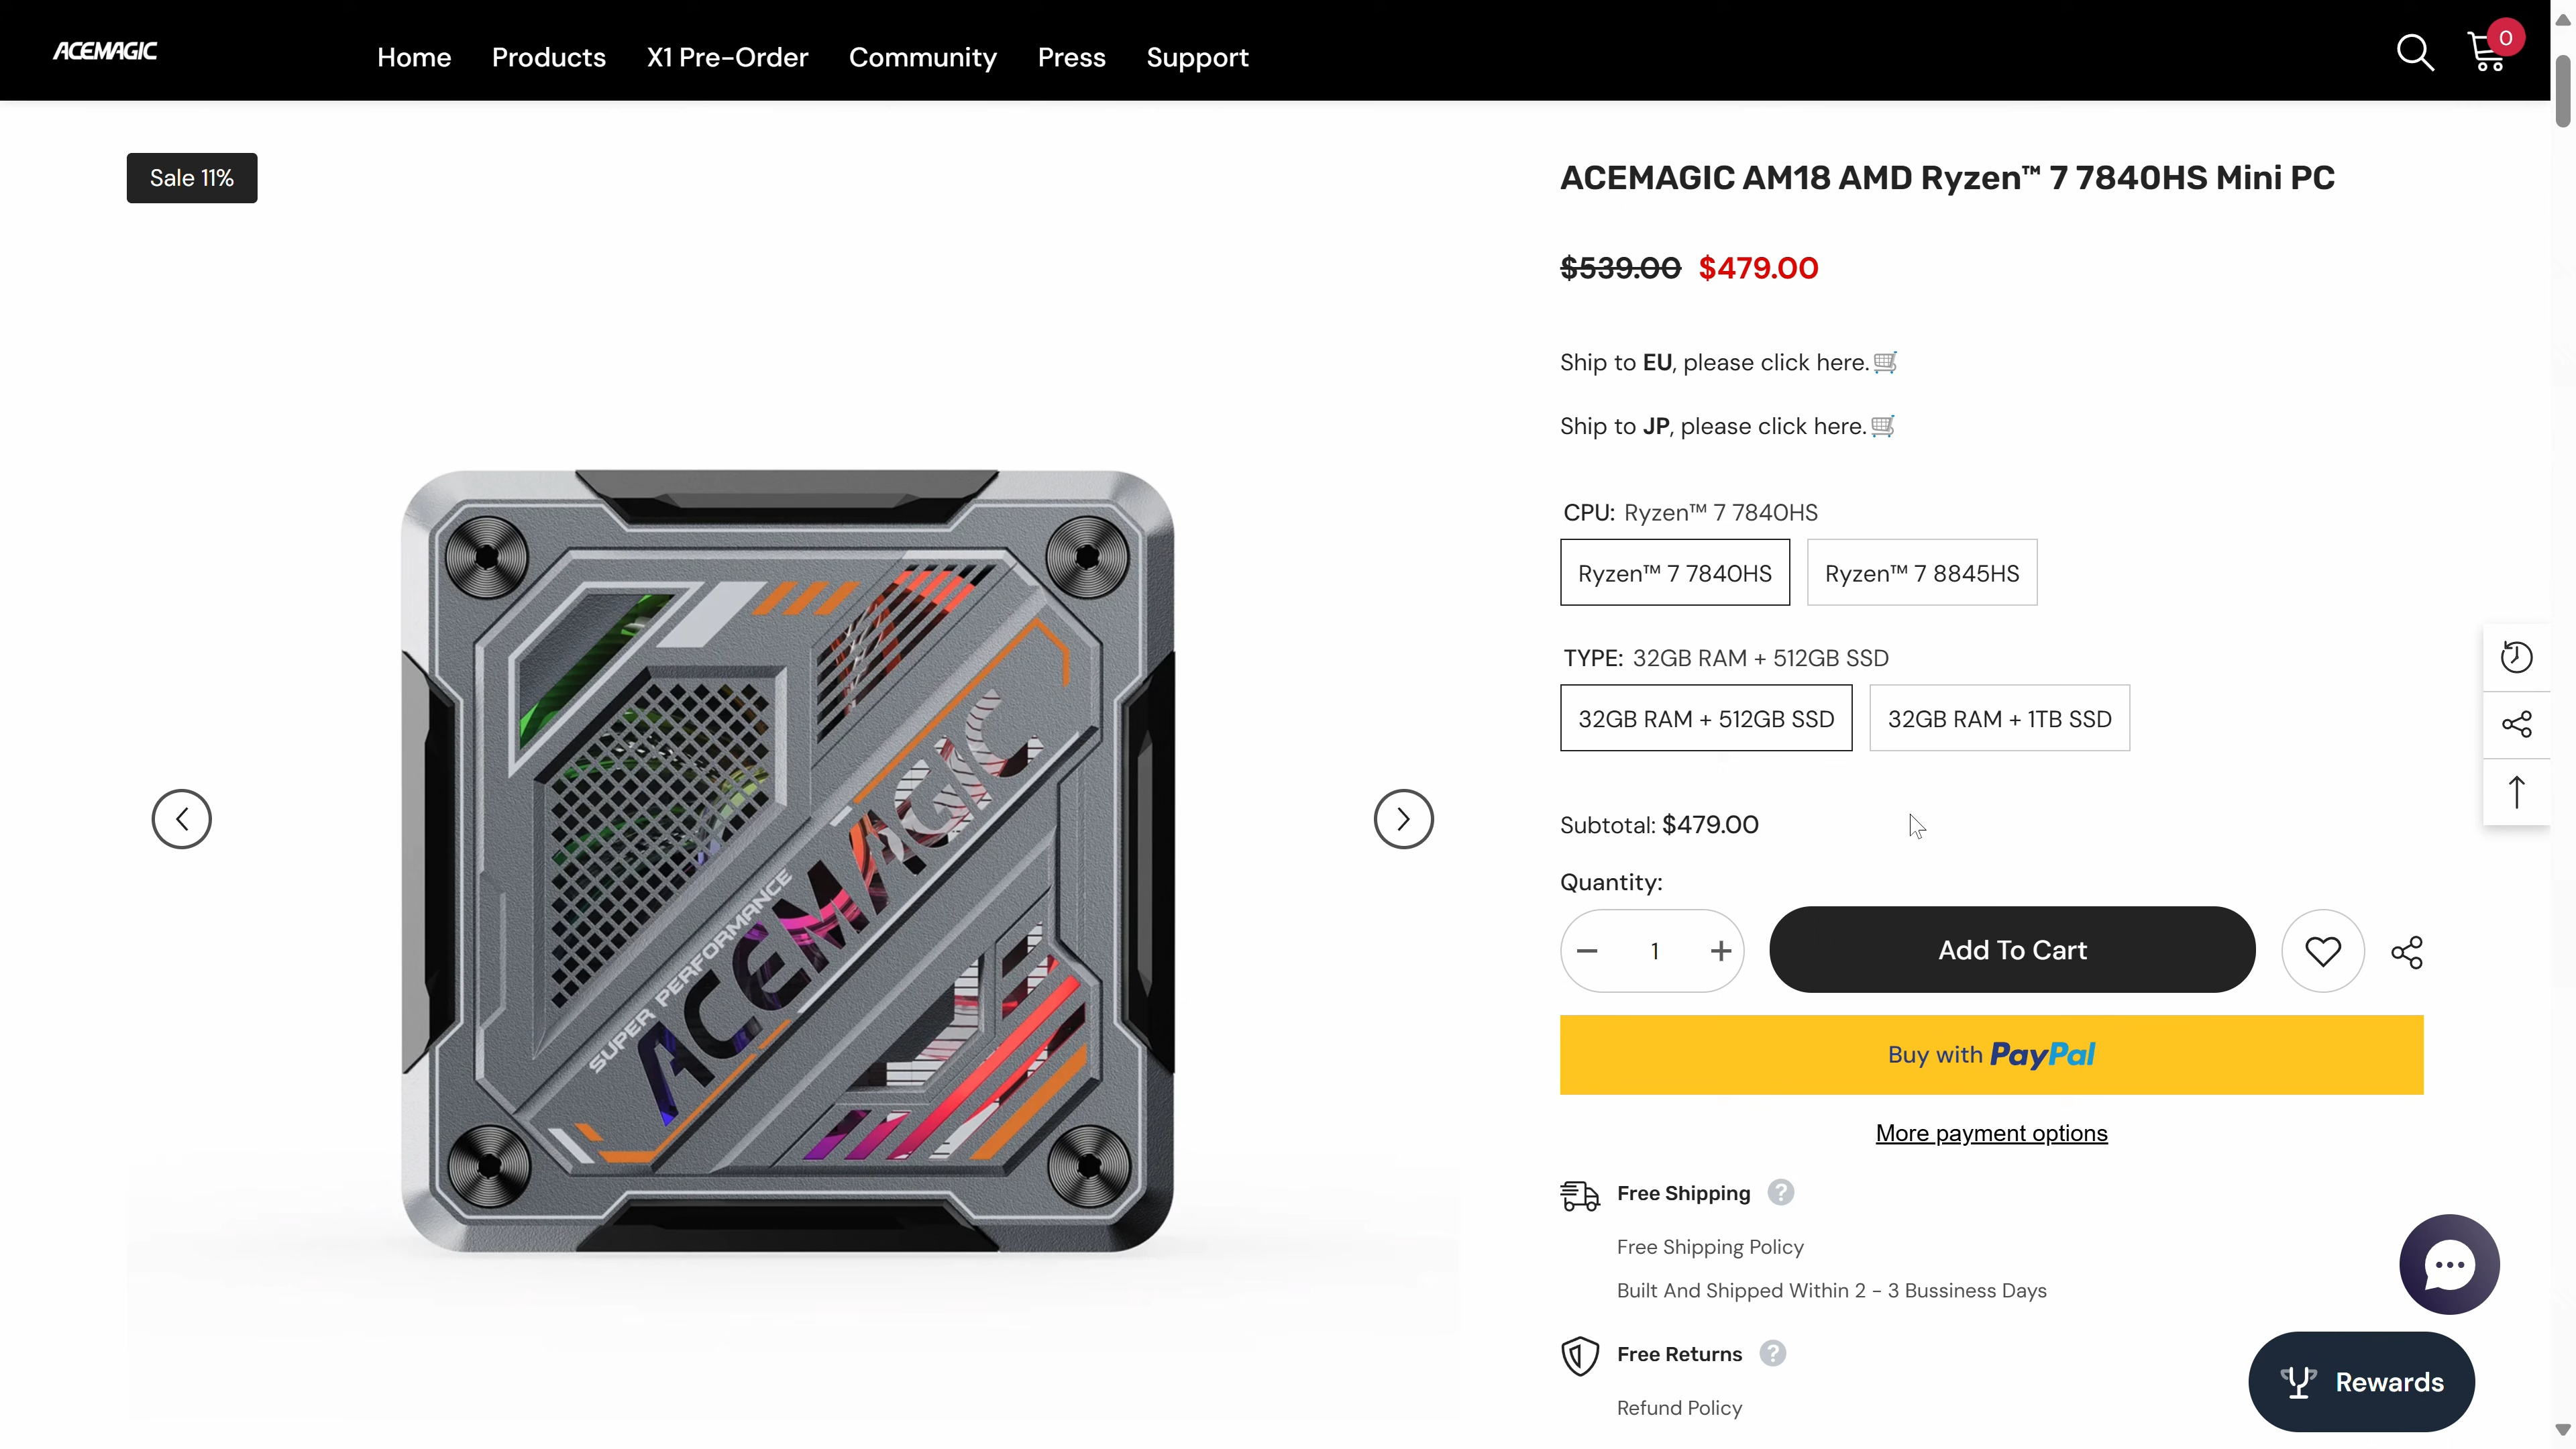 ACEMAGIC
Home Products X1 Pre-Order Community Press Support
0
Sale 11%
SUPER PERFORMANCE
ACEMAGIC
ACEMAGIC AM18 AMD Ryzen™ 7 7840HS Mini PC
$539.00 $479.00
Ship to EU, please click here.🛒
Ship to JP, please click here.🛒
CPU: Ryzen™ 7 7840HS
Ryzen™ 7 7840HS Ryzen™ 7 8845HS
TYPE: 32GB RAM + 512GB SSD
32GB RAM + 512GB SSD 32GB RAM + 1TB SSD
Subtotal: $479.00
Quantity:
− 1 + Add To Cart
Buy with PayPal
More payment options
Free Shipping ?
Free Shipping Policy
Built And Shipped Within 2 - 3 Bussiness Days
Free Returns ?
Refund Policy
Rewards